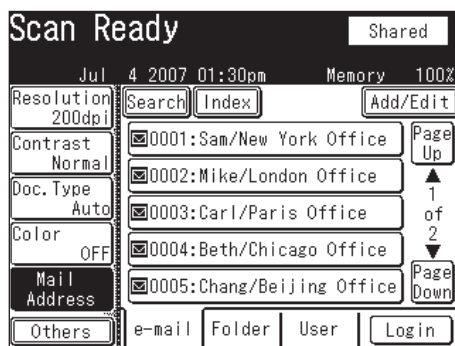 Scan Ready
Shared
Jul 4 2007 01:30pm Memory 100%
Resolution
200dpi
Search Index Add/Edit
Contrast
Normal
Doc.Type
Auto
Color
OFF
Mail
Address
Others
0001:Sam/New York Office
0002:Mike/London Office
0003:Carl/Paris Office
0004:Beth/Chicago Office
0005:Chang/Beijing Office
Page
Up
1
of
2
Page
Down
e-mail Folder User Login